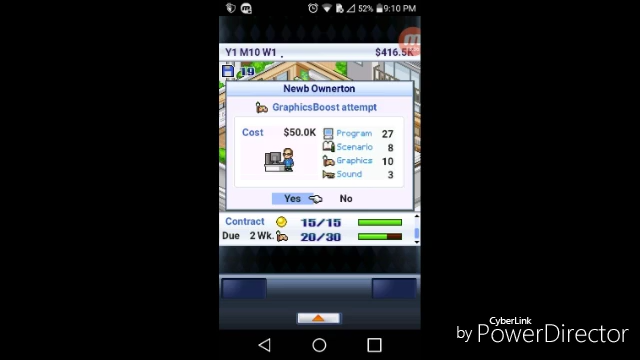 52% 9:10 PM
Y1 M10 W1 $416.5K
19
Newb Ownerton
GraphicsBoost attempt
Cost $50.0K
Program 27
Scenario 8
Graphics 10
Sound 3
Yes No
Contract 15/15
Due 2 Wk. 20/30
CyberLink
by PowerDirector